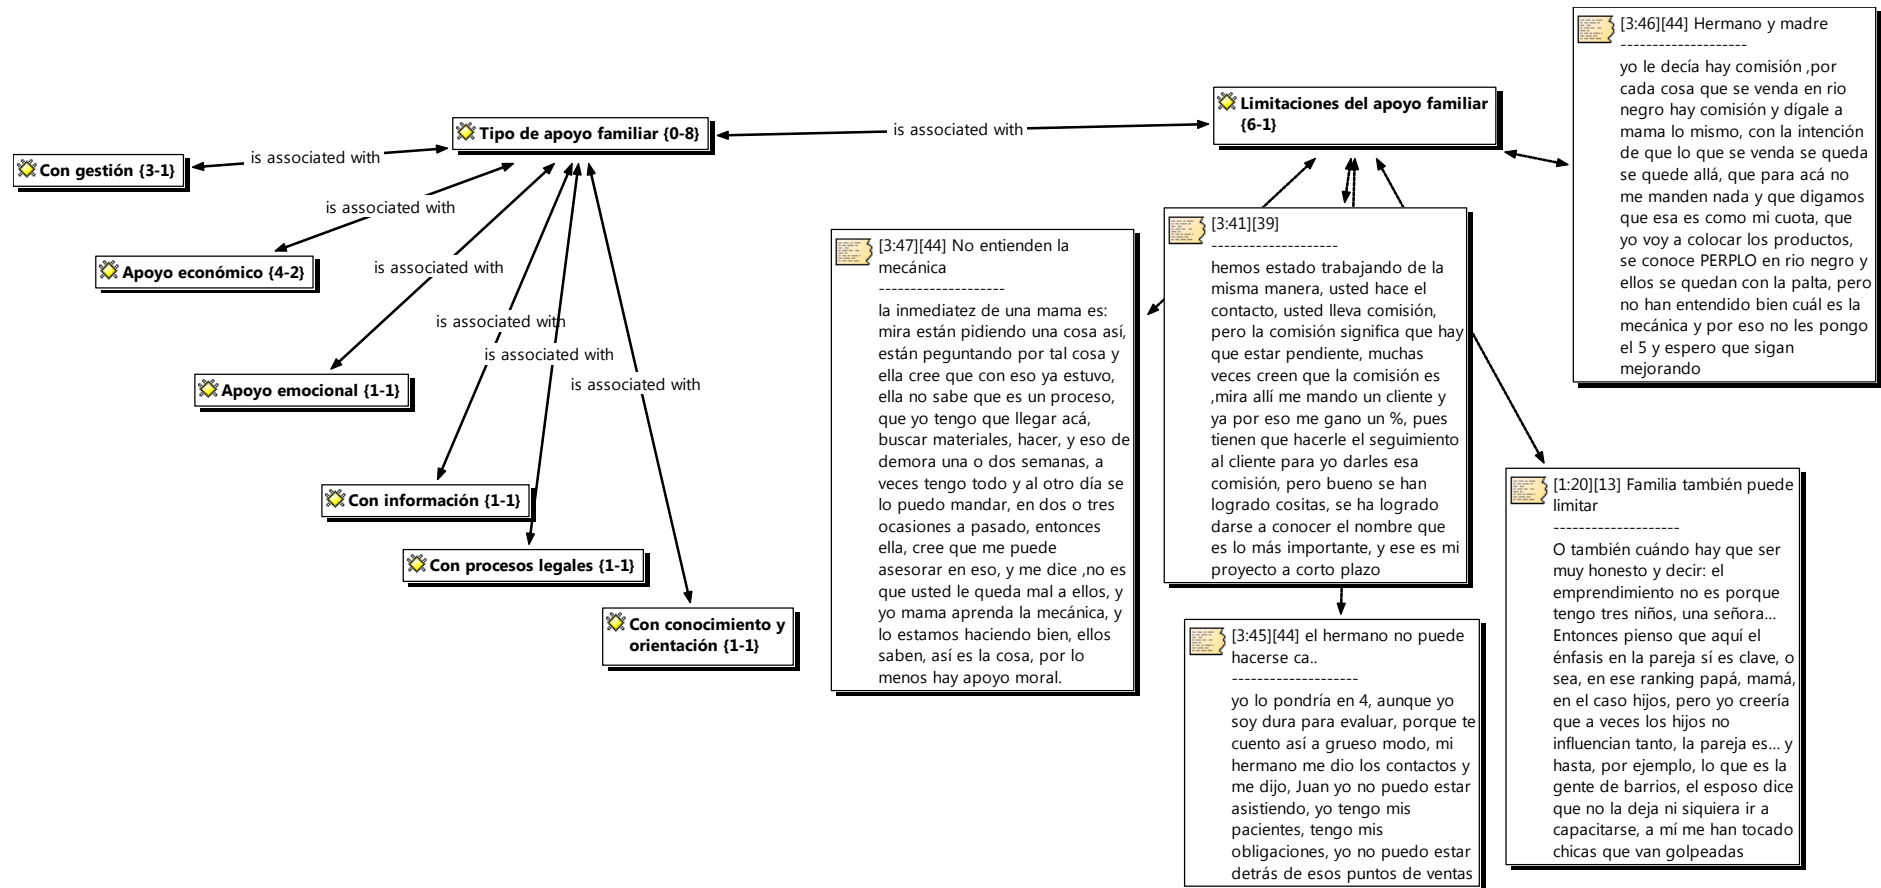 Tipo de apoyo familiar {0-8}
is associated with
Limitaciones del apoyo familiar
{6-1}
is associated with
Con gestión {3-1}
is associated with
Apoyo económico {4-2}
is associated with
Apoyo emocional {1-1}
is associated with
Con información {1-1}
is associated with
Con procesos legales {1-1}
is associated with
Con conocimiento y
orientación {1-1}
[3:47][44] No entienden la
mecánica
--------------------
la inmediatez de una mama es:
mira están pidiendo una cosa así,
están peguntando por tal cosa y
ella cree que con eso ya estuvo,
ella no sabe que es un proceso,
que yo tengo que llegar acá,
buscar materiales, hacer, y eso de
demora una o dos semanas, a
veces tengo todo y al otro día se
lo puedo mandar, en dos o tres
ocasiones a pasado, entonces
ella, cree que me puede
asesorar en eso, y me dice ,no es
que usted le queda mal a ellos, y
yo mama aprenda la mecánica, y
lo estamos haciendo bien, ellos
saben, así es la cosa, por lo
menos hay apoyo moral.
[3:41][39]
--------------------
hemos estado trabajando de la
misma manera, usted hace el
contacto, usted lleva comisión,
pero la comisión significa que hay
que estar pendiente, muchas
veces creen que la comisión es
,mira allí me mando un cliente y
ya por eso me gano un %, pues
tienen que hacerle el seguimiento
al cliente para yo darles esa
comisión, pero bueno se han
logrado cositas, se ha logrado
darse a conocer el nombre que
es lo más importante, y ese es mi
proyecto a corto plazo
[3:45][44] el hermano no puede
hacerse ca..
--------------------
yo lo pondría en 4, aunque yo
soy dura para evaluar, porque te
cuento así a grueso modo, mi
hermano me dio los contactos y
me dijo, Juan yo no puedo estar
asistiendo, yo tengo mis
pacientes, tengo mis
obligaciones, yo no puedo estar
detrás de esos puntos de ventas
[3:46][44] Hermano y madre
--------------------
yo le decía hay comisión ,por
cada cosa que se venda en rio
negro hay comisión y dígale a
mama lo mismo, con la intención
de que lo que se venda se queda
se quede allá, que para acá no
me manden nada y que digamos
que esa es como mi cuota, que
yo voy a colocar los productos,
se conoce PERPLO en rio negro y
ellos se quedan con la palta, pero
no han entendido bien cuál es la
mecánica y por eso no les pongo
el 5 y espero que sigan
mejorando
[1:20][13] Familia también puede
limitar
--------------------
O también cuándo hay que ser
muy honesto y decir: el
emprendimiento no es porque
tengo tres niños, una señora...
Entonces pienso que aquí el
énfasis en la pareja sí es clave, o
sea, en ese ranking papá, mamá,
en el caso hijos, pero yo creería
que a veces los hijos no
influencian tanto, la pareja es... y
hasta, por ejemplo, lo que es la
gente de barrios, el esposo dice
que no la deja ni siquiera ir a
capacitarse, a mí me han tocado
chicas que van golpeadas